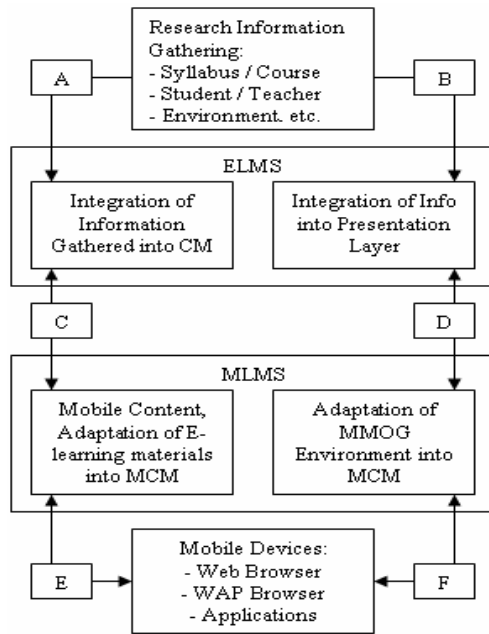 Research Information
Gathering:
- Syllabus / Course
- Student / Teacher
- Environment. etc.
A
B
ELMS
Integration of
Information
Gathered into CM
Integration of Info
into Presentation
Layer
C
D
MLMS
Mobile Content,
Adaptation of E-
learning materials
into MCM
Adaptation of
MMOG
Environment into
MCM
E
Mobile Devices:
- Web Browser
- WAP Browser
- Applications
F